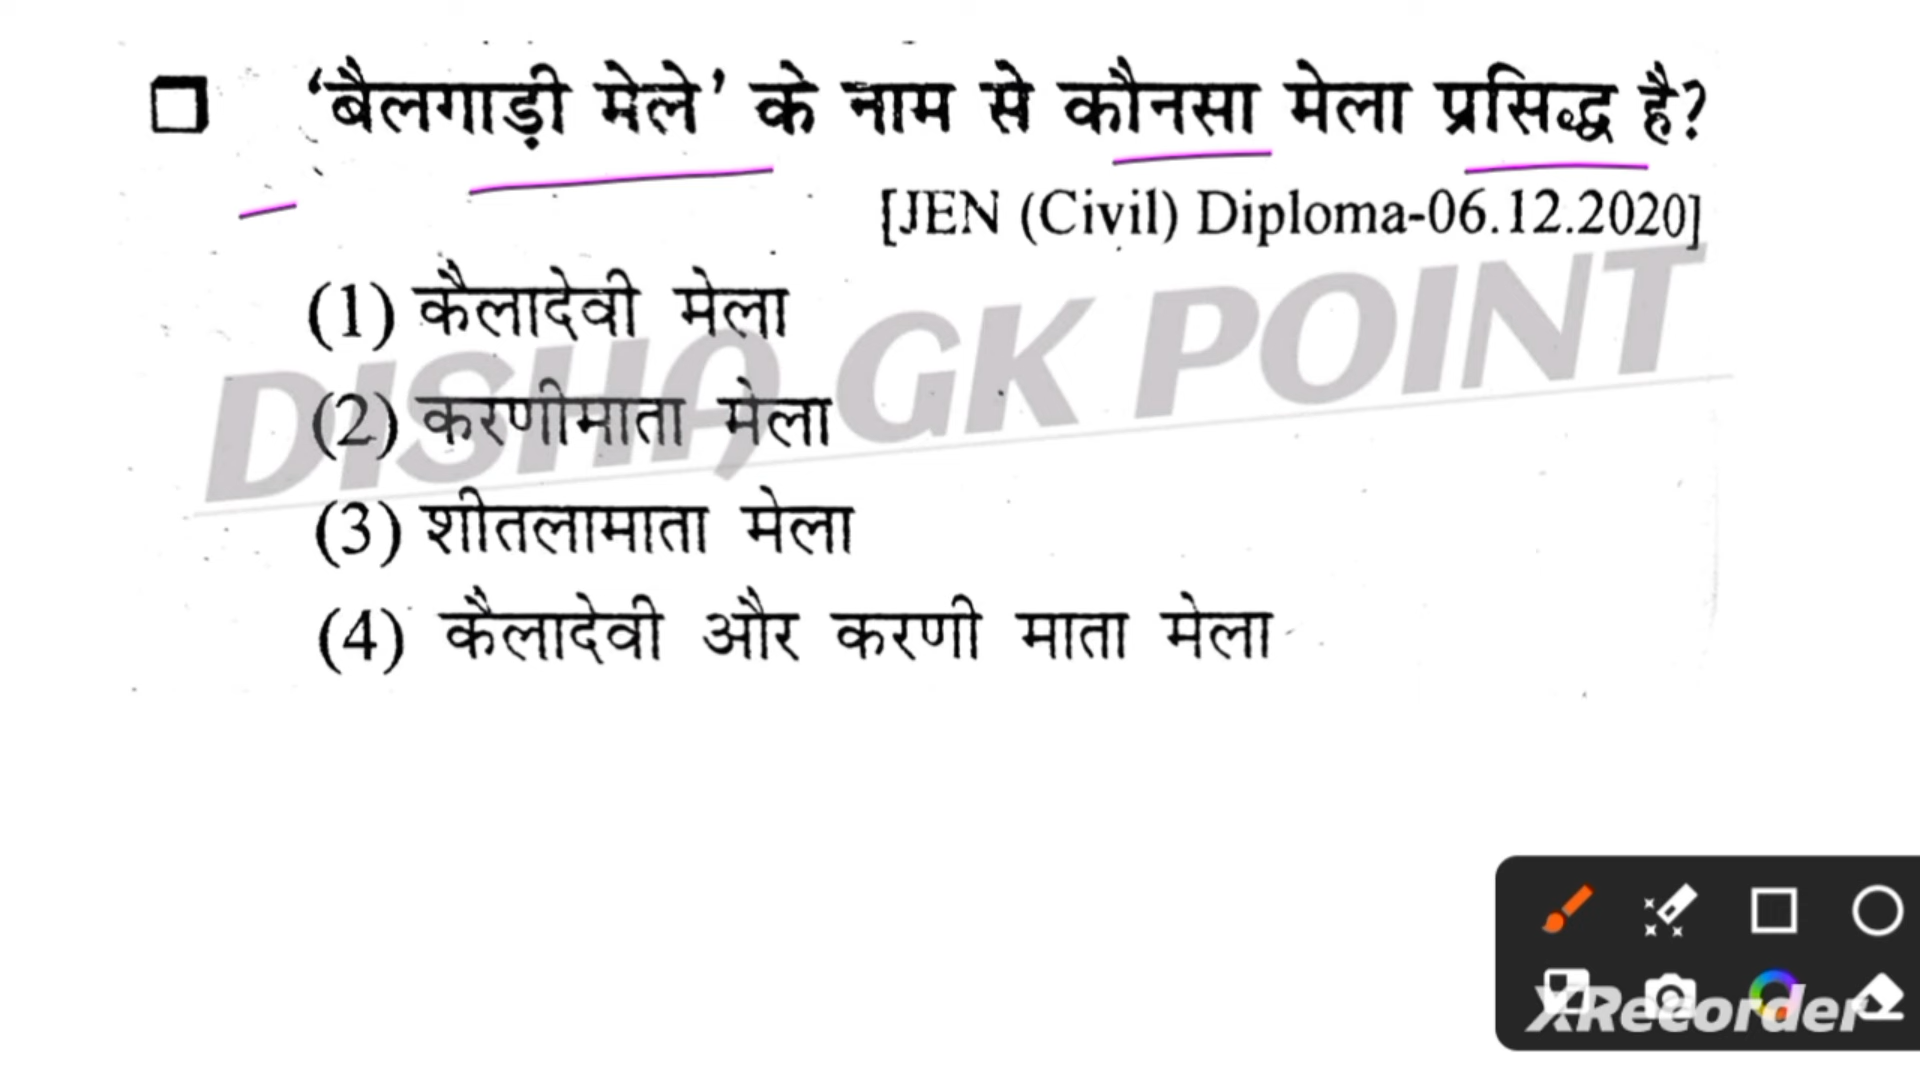 ‘बैलगाड़ी मेले’ के नाम से कौनसा मेला प्रसिद्ध है?
[JEN (Civil) Diploma-06.12.2020]
(1) कैलादेवी मेला
(2) करणीमाता मेला
(3) शीतलामाता मेला
(4) कैलादेवी और करणी माता मेला
DISHA GK POINT
XRecorder